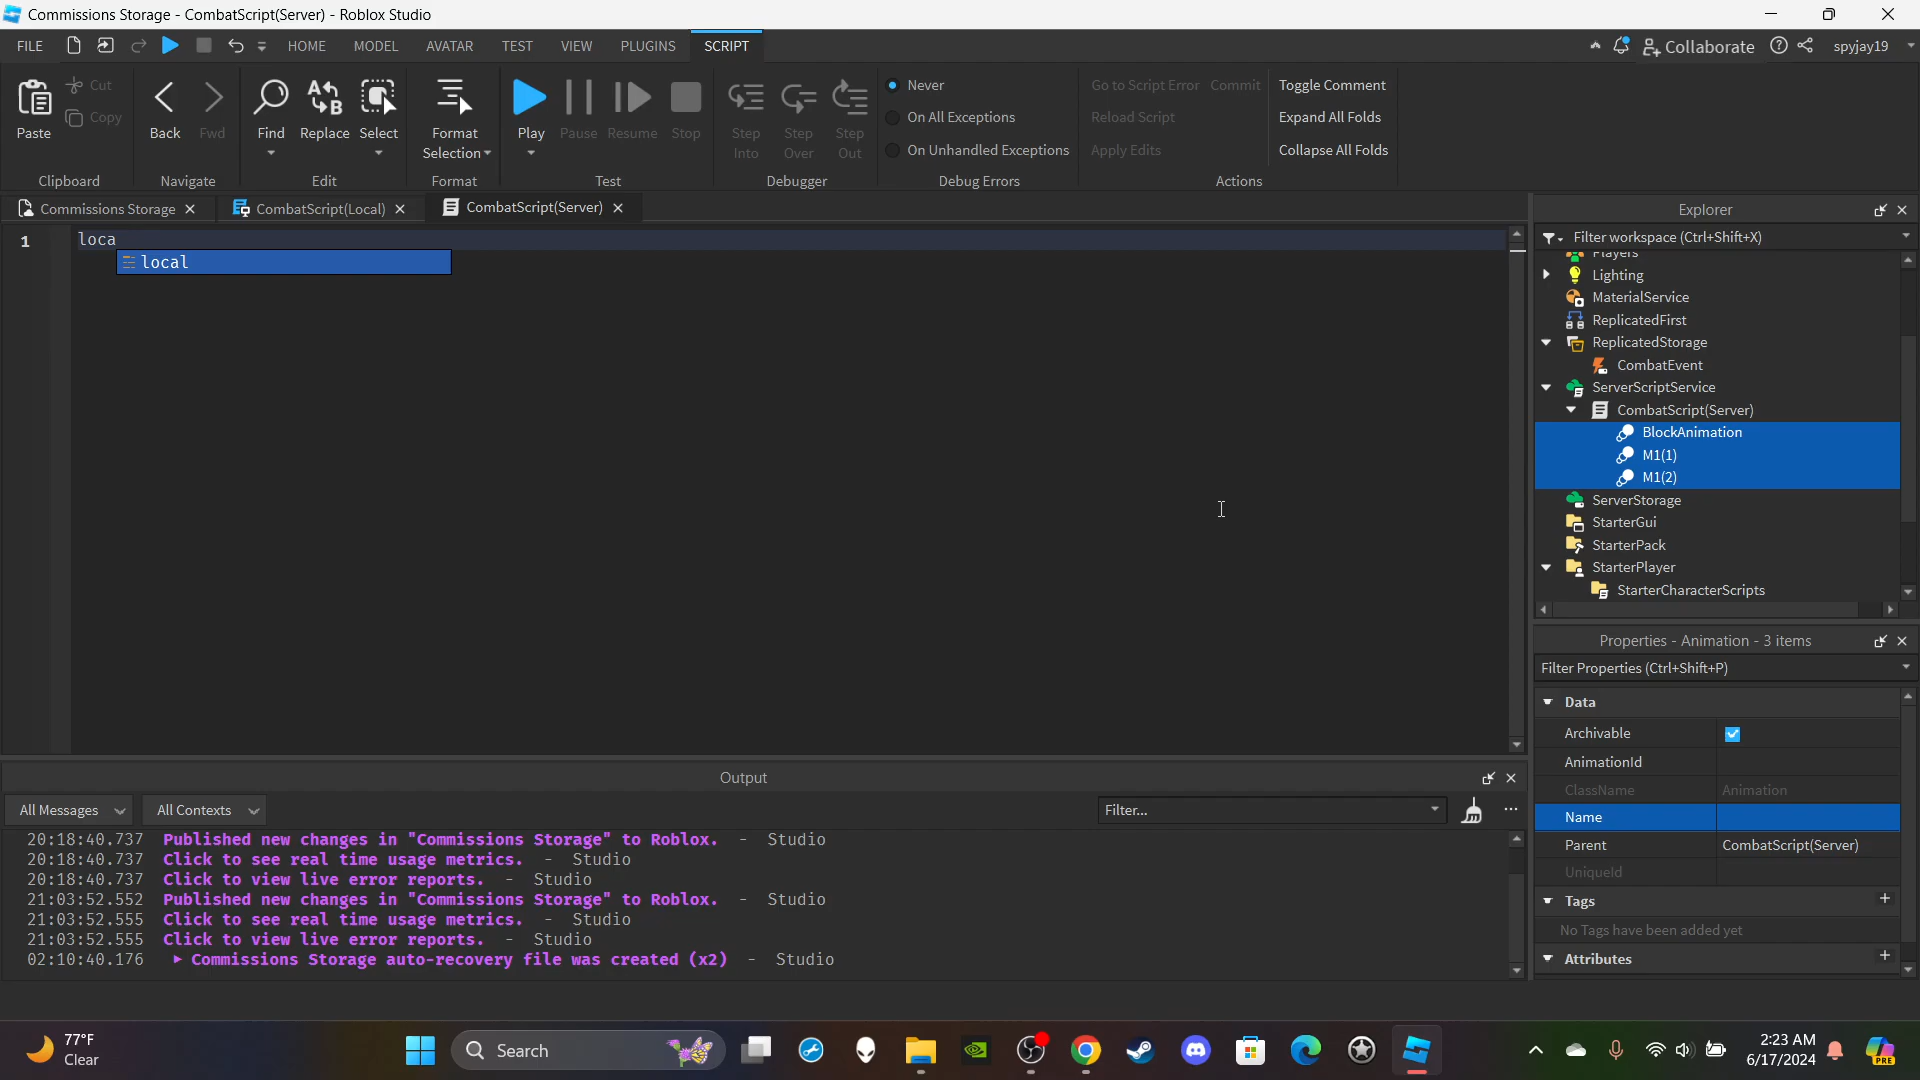 Commissions Storage - CombatScript(Server) - Roblox Studio
FILE HOME MODEL AVATAR TEST VIEW PLUGINS SCRIPT Collaborate spyjay19
Paste Cut Copy Back Fwd Find Replace Select Format Selection Play Pause Resume Stop Step Into Step Over Step Out
Never
On All Exceptions
On Unhandled Exceptions
Go to Script Error Commit
Reload Script
Apply Edits
Toggle Comment
Expand All Folds
Collapse All Folds
Clipboard Navigate Edit Format Test Debugger Debug Errors Actions
Commissions Storage CombatScript(Local) CombatScript(Server)
1 loca
local
Explorer
Filter workspace (Ctrl+Shift+X)
Players
Lighting
MaterialService
ReplicatedFirst
ReplicatedStorage
CombatEvent
ServerScriptService
CombatScript(Server)
BlockAnimation
M1(1)
M1(2)
ServerStorage
StarterGui
StarterPack
StarterPlayer
StarterCharacterScripts
Properties - Animation - 3 items
Filter Properties (Ctrl+Shift+P)
Data
Archivable
AnimationId
ClassName Animation
Name
Parent CombatScript(Server)
UniqueId
Tags +
No Tags have been added yet
Attributes +
Output
All Messages All Contexts Filter...
20:18:40.737 Published new changes in "Commissions Storage" to Roblox. - Studio
20:18:40.737 Click to see real time usage metrics. - Studio
20:18:40.737 Click to view live error reports. - Studio
21:03:52.552 Published new changes in "Commissions Storage" to Roblox. - Studio
21:03:52.555 Click to see real time usage metrics. - Studio
21:03:52.555 Click to view live error reports. - Studio
02:10:40.176 Commissions Storage auto-recovery file was created (x2) - Studio
77°F
Clear
Search
2:23 AM
6/17/2024
PRE